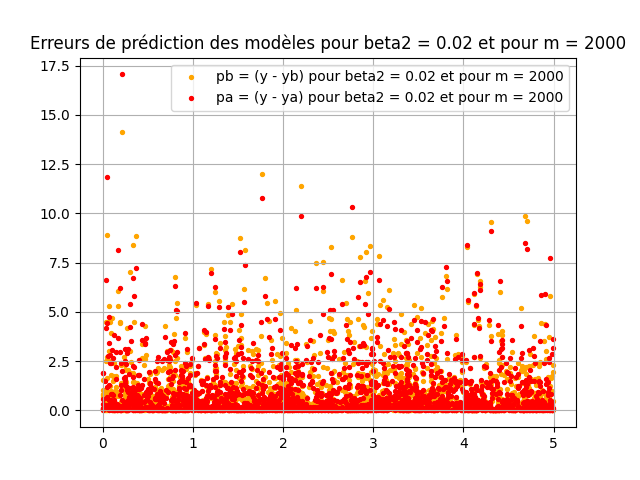 Erreurs de prédiction des modèles pour beta2 = 0.02 et pour m = 2000
pb = (y - yb) pour beta2 = 0.02 et pour m = 2000
pa = (y - ya) pour beta2 = 0.02 et pour m = 2000
17.5
15.0
12.5
10.0
7.5
5.0
2.5
0.0
0 1 2 3 4 5